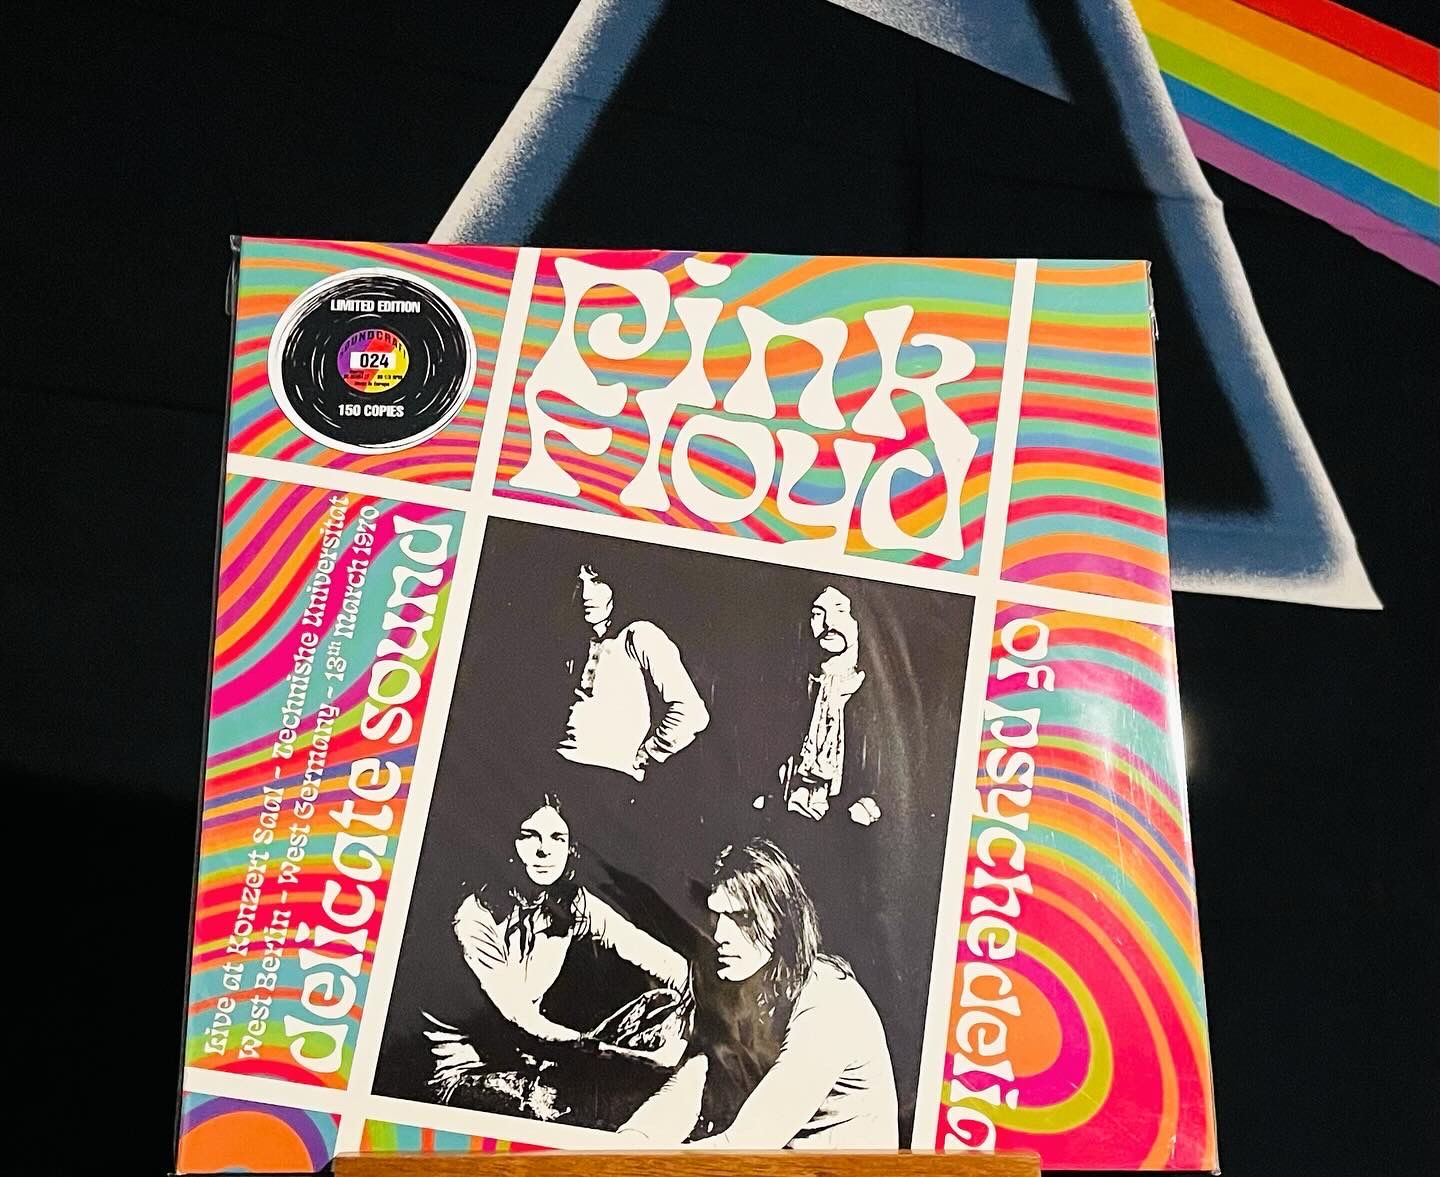 LIMITED EDITION
024
150 COPIES
Pink
Floyd
Live at Konzert Saal - Technishe Universitat
West Berlin - West Germany - 13th march 1970
delicate sound
of psychedelia